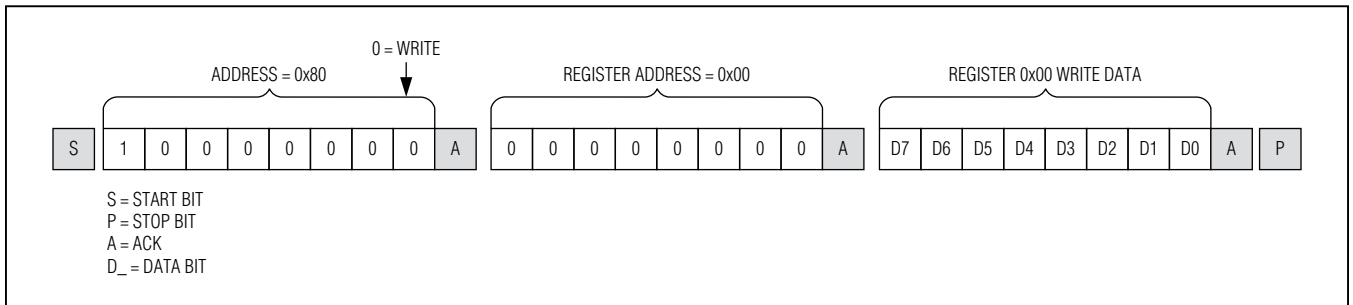 0 = WRITE
ADDRESS = 0x80 REGISTER ADDRESS = 0x00 REGISTER 0x00 WRITE DATA
S 1 0 0 0 0 0 0 0 A 0 0 0 0 0 0 0 0 A D7 D6 D5 D4 D3 D2 D1 D0 A P
S = START BIT
P = STOP BIT
A = ACK
D_ = DATA BIT